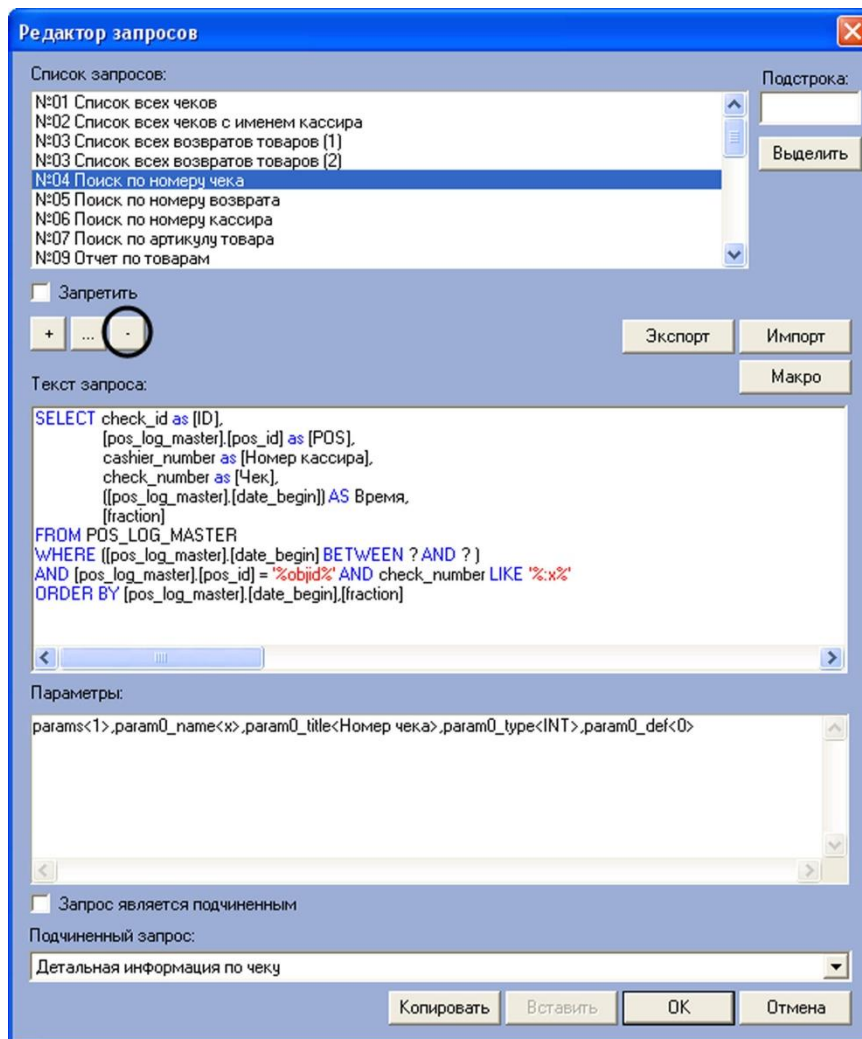 Редактор запросов
Список запросов:
Подстрока:
№01 Список всех чеков
№02 Список всех чеков с именем кассира
№03 Список всех возвратов товаров (1)
№03 Список всех возвратов товаров (2)
№04 Поиск по номеру чека
№05 Поиск по номеру возврата
№06 Поиск по номеру кассира
№07 Поиск по артикулу товара
№09 Отчет по товарам
Выделить
Запретить
+ ... -
Экспорт Импорт
Макро
Текст запроса:
SELECT check_id as [ID],
[pos_log_master].[pos_id] as [POS],
cashier_number as [Номер кассира],
check_number as [Чек],
([pos_log_master].[date_begin]) AS Время,
[fraction]
FROM POS_LOG_MASTER
WHERE ([pos_log_master].[date_begin] BETWEEN ? AND ? )
AND [pos_log_master].[pos_id] = '%objid%' AND check_number LIKE '%:x%'
ORDER BY [pos_log_master].[date_begin],[fraction]
Параметры:
params<1>,param0_name<x>,param0_title<Номер чека>,param0_type<INT>,param0_def<0>
Запрос является подчиненным
Подчиненный запрос:
Детальная информация по чеку
Копировать Вставить OK Отмена